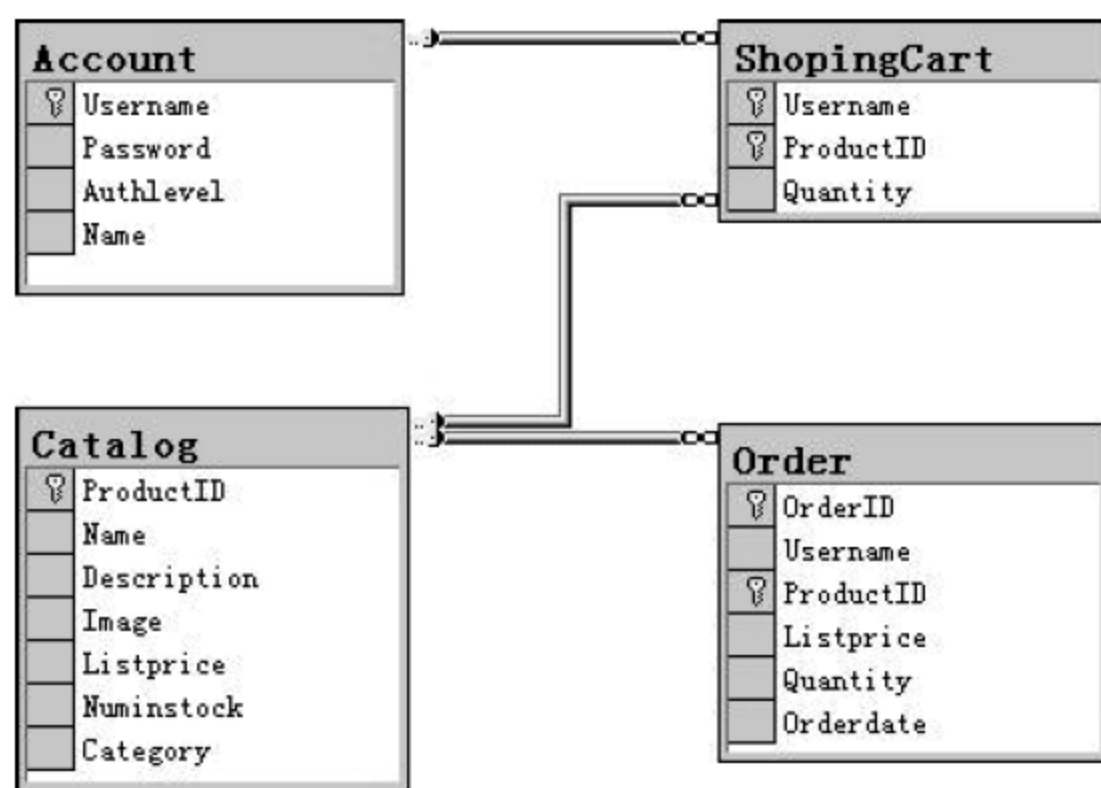 Account
Username
Password
Authlevel
Name
ShopingCart
Username
ProductID
Quantity
Catalog
ProductID
Name
Description
Image
Listprice
Numinstock
Category
Order
OrderID
Username
ProductID
Listprice
Quantity
Orderdate